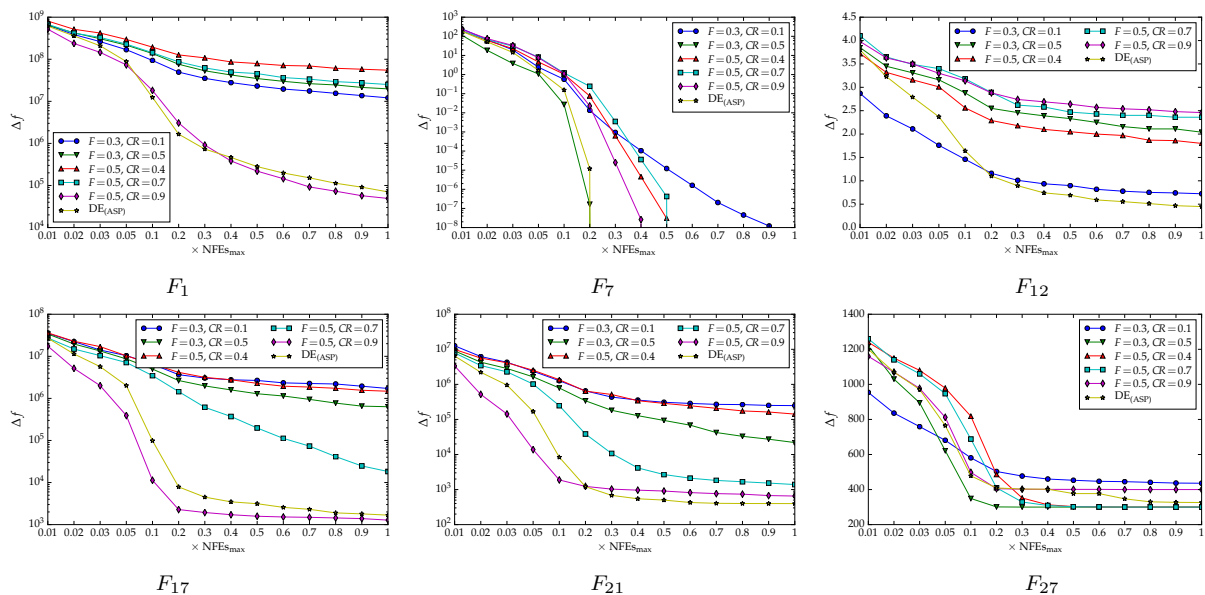 10^9
10^8
10^7
10^6
10^5
10^4
Δf
F = 0.3, CR = 0.1
F = 0.3, CR = 0.5
F = 0.5, CR = 0.4
F = 0.5, CR = 0.7
F = 0.5, CR = 0.9
DE(ASP)
0.01 0.02 0.03 0.05 0.1 0.2 0.3 0.4 0.5 0.6 0.7 0.8 0.9 1
× NFEsmax
F1
10^3
10^2
10^1
10^0
10^-1
10^-2
10^-3
10^-4
10^-5
10^-6
10^-7
10^-8
Δf
F = 0.3, CR = 0.1
F = 0.3, CR = 0.5
F = 0.5, CR = 0.4
F = 0.5, CR = 0.7
F = 0.5, CR = 0.9
DE(ASP)
0.01 0.02 0.03 0.05 0.1 0.2 0.3 0.4 0.5 0.6 0.7 0.8 0.9 1
× NFEsmax
F7
4.5
4.0
3.5
3.0
2.5
2.0
1.5
1.0
0.5
0.0
Δf
F = 0.3, CR = 0.1 F = 0.5, CR = 0.7
F = 0.3, CR = 0.5 F = 0.5, CR = 0.9
F = 0.5, CR = 0.4 DE(ASP)
0.01 0.02 0.03 0.05 0.1 0.2 0.3 0.4 0.5 0.6 0.7 0.8 0.9 1
× NFEsmax
F12
10^8
10^7
10^6
10^5
10^4
10^3
Δf
F = 0.3, CR = 0.1 F = 0.5, CR = 0.7
F = 0.3, CR = 0.5 F = 0.5, CR = 0.9
F = 0.5, CR = 0.4 DE(ASP)
0.01 0.02 0.03 0.05 0.1 0.2 0.3 0.4 0.5 0.6 0.7 0.8 0.9 1
× NFEsmax
F17
10^8
10^7
10^6
10^5
10^4
10^3
10^2
Δf
F = 0.3, CR = 0.1 F = 0.5, CR = 0.7
F = 0.3, CR = 0.5 F = 0.5, CR = 0.9
F = 0.5, CR = 0.4 DE(ASP)
0.01 0.02 0.03 0.05 0.1 0.2 0.3 0.4 0.5 0.6 0.7 0.8 0.9 1
× NFEsmax
F21
1400
1200
1000
800
600
400
200
Δf
F = 0.3, CR = 0.1
F = 0.3, CR = 0.5
F = 0.5, CR = 0.4
F = 0.5, CR = 0.7
F = 0.5, CR = 0.9
DE(ASP)
0.01 0.02 0.03 0.05 0.1 0.2 0.3 0.4 0.5 0.6 0.7 0.8 0.9 1
× NFEsmax
F27